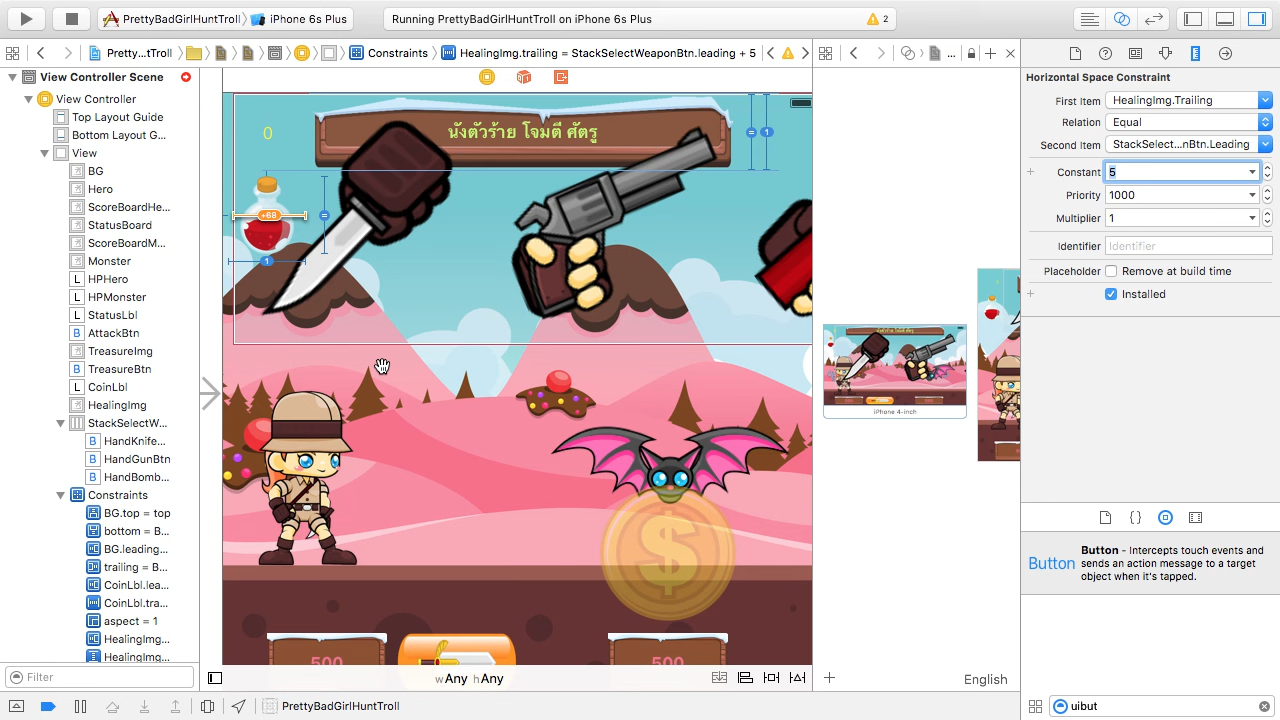 PrettyBadGirlHuntTroll
iPhone 6s Plus
Running PrettyBadGirlHuntTroll on iPhone 6s Plus
2
Pretty...tTroll
Constraints
HealingImg.trailing = StackSelectWeaponBtn.leading + 5
...
View Controller Scene
View Controller
Top Layout Guide
Bottom Layout G...
View
BG
Hero
ScoreBoardHe...
StatusBoard
ScoreBoardM...
Monster
L HPHero
L HPMonster
L StatusLbl
B AttackBtn
TreasureImg
B TreasureBtn
L CoinLbl
HealingImg
StackSelectW...
B HandKnife...
B HandGunBtn
B HandBomb...
Constraints
BG.top = top
bottom = B...
BG.leading...
trailing = B...
CoinLbl.lea...
CoinLbl.tra...
aspect = 1
HealingImg...
HealingImg...
Filter
0
นังตัวร้าย โจมตี ศัตรู
= 1
+68
=
1
$
500
500
wAny hAny
iPhone 4-inch
English
Horizontal Space Constraint
First Item HealingImg.Trailing
Relation Equal
Second Item StackSelect...nBtn.Leading
Constant 5
Priority 1000
Multiplier 1
Identifier Identifier
Placeholder Remove at build time
Installed
{}
Button
Button - Intercepts touch events and
sends an action message to a target
object when it's tapped.
PrettyBadGirlHuntTroll
uibut